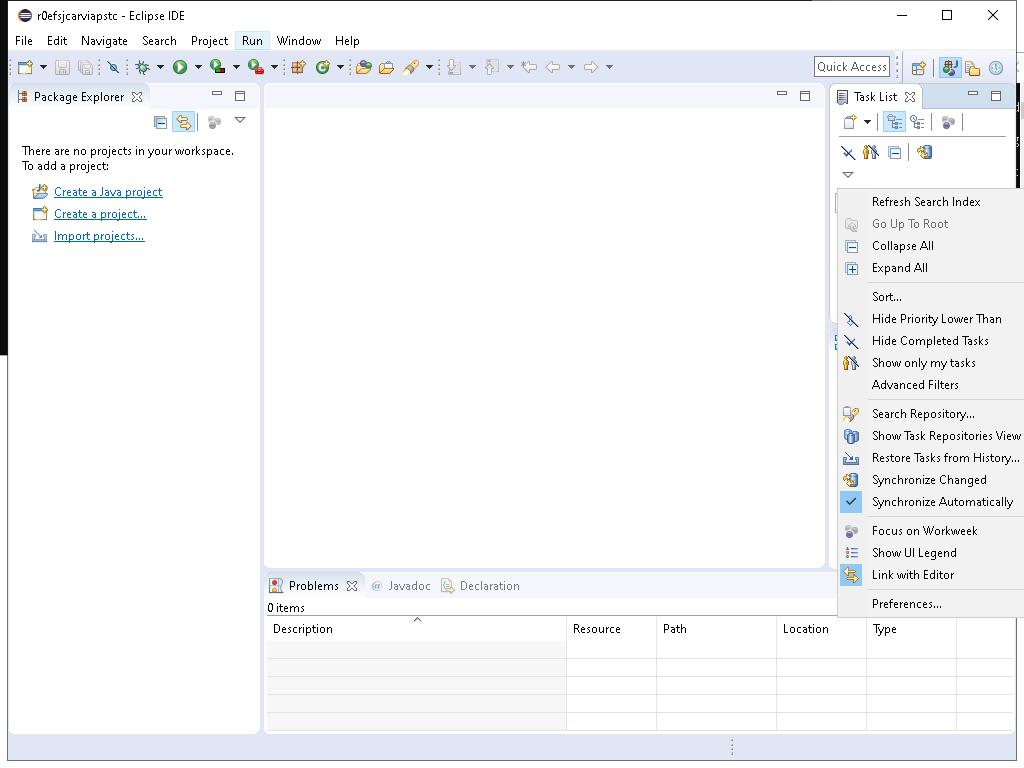 r0efsjcarviapstc - Eclipse IDE
File Edit Navigate Search Project Run Window Help
Quick Access
Package Explorer
Task List
There are no projects in your workspace.
To add a project:
Create a Java project
Create a project...
Import projects...
Refresh Search Index
Go Up To Root
Collapse All
Expand All
Sort...
Hide Priority Lower Than
Hide Completed Tasks
Show only my tasks
Advanced Filters
Search Repository...
Show Task Repositories View
Restore Tasks from History...
Synchronize Changed
Synchronize Automatically
Focus on Workweek
Show UI Legend
Link with Editor
Preferences...
Problems @ Javadoc Declaration
0 items
Description Resource Path Location Type